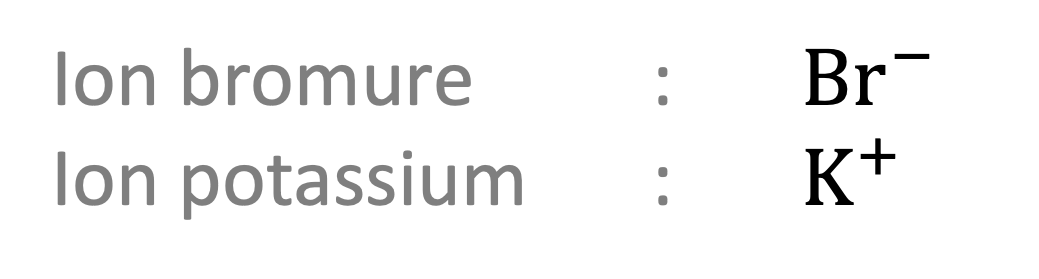 Ion bromure : Br⁻
Ion potassium : K⁺